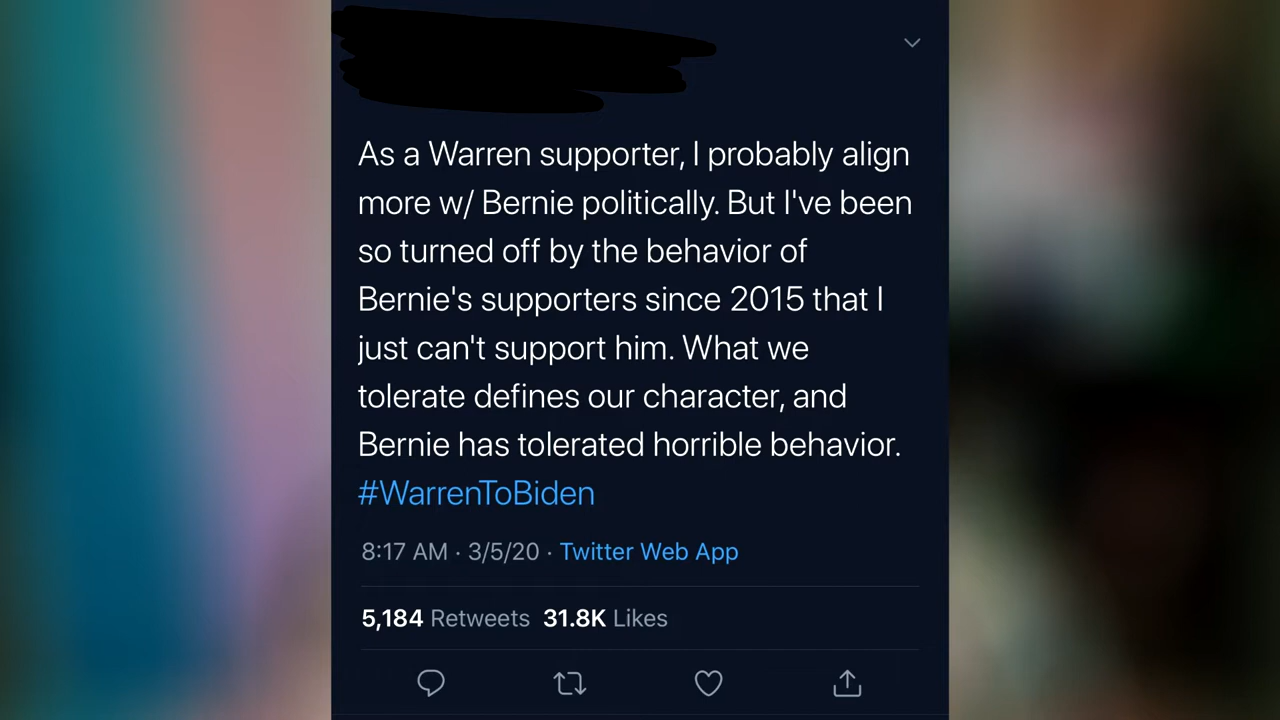 As a Warren supporter, I probably align
more w/ Bernie politically. But I've been
so turned off by the behavior of
Bernie's supporters since 2015 that I
just can't support him. What we
tolerate defines our character, and
Bernie has tolerated horrible behavior.
#WarrenToBiden
8:17 AM · 3/5/20 · Twitter Web App
5,184 Retweets 31.8K Likes